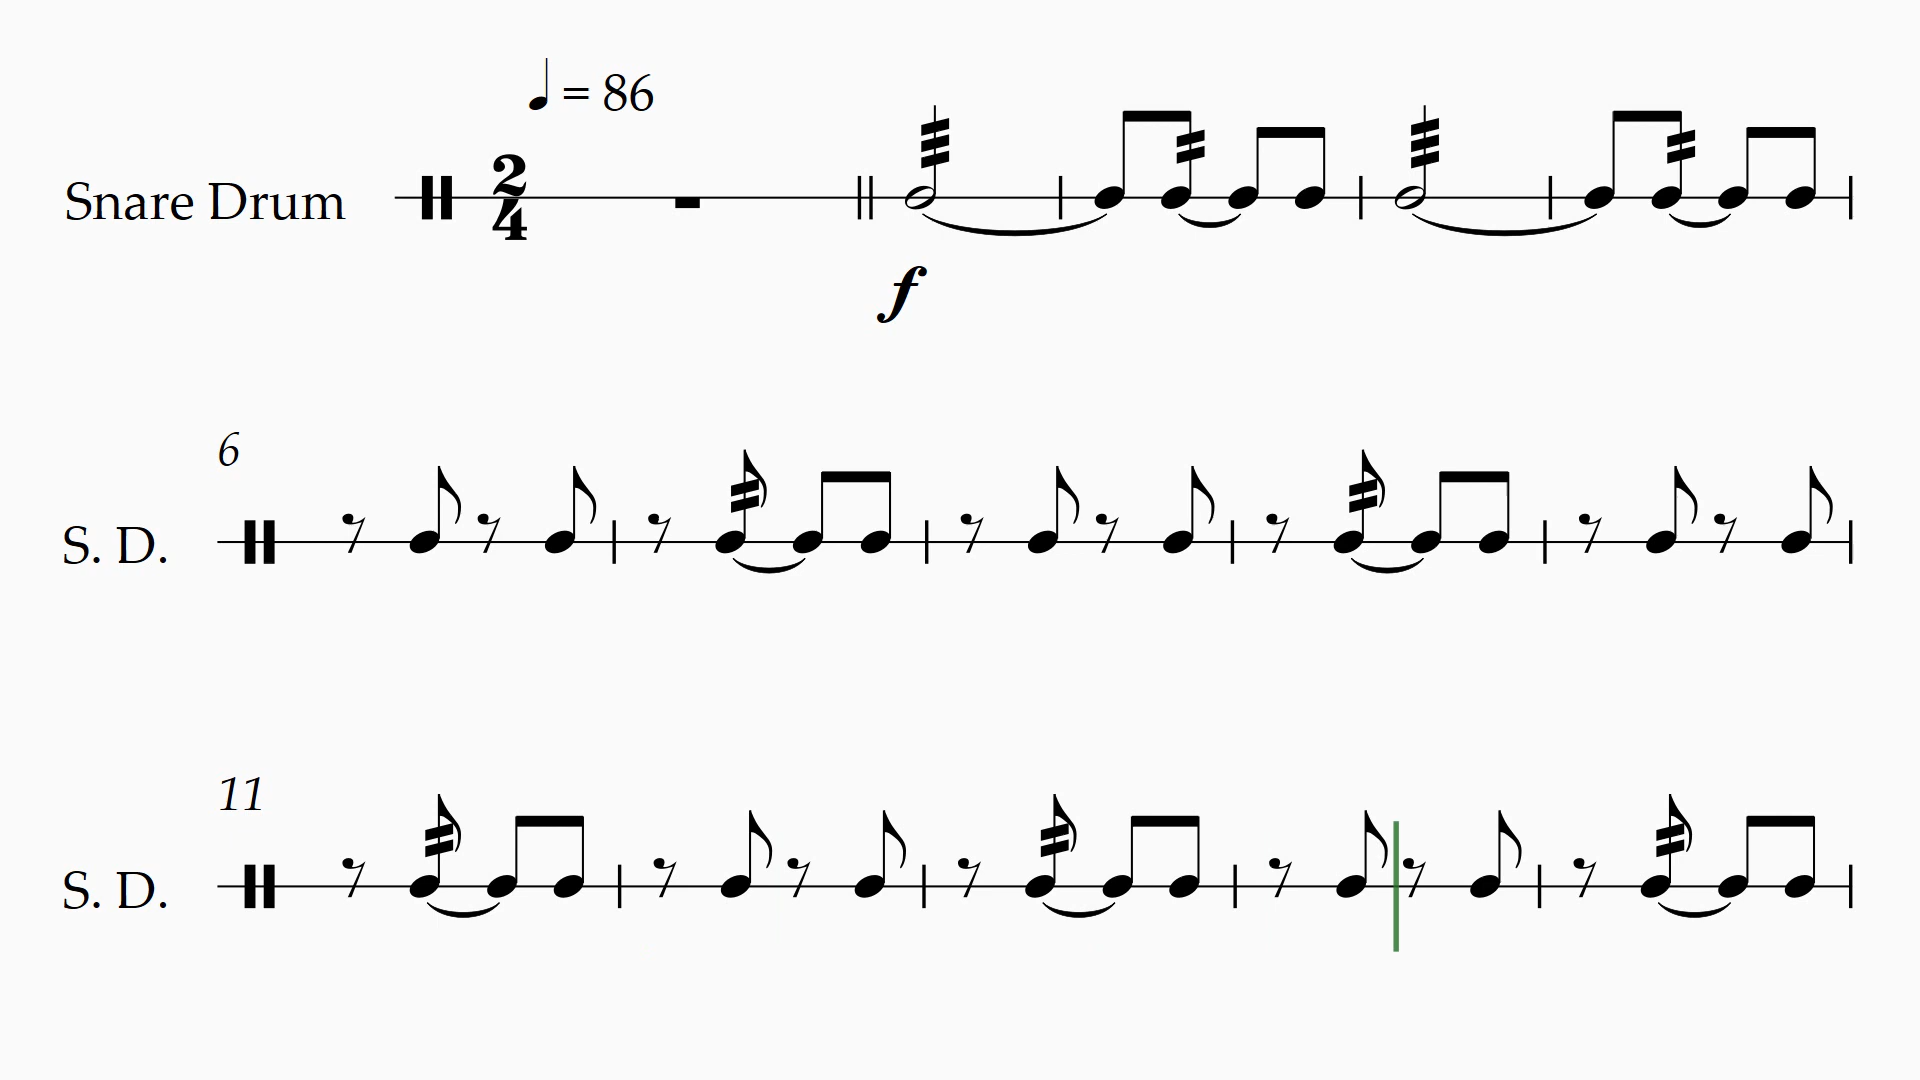 ♩ = 86
Snare Drum
2
4
f
6
S. D.
11
S. D.